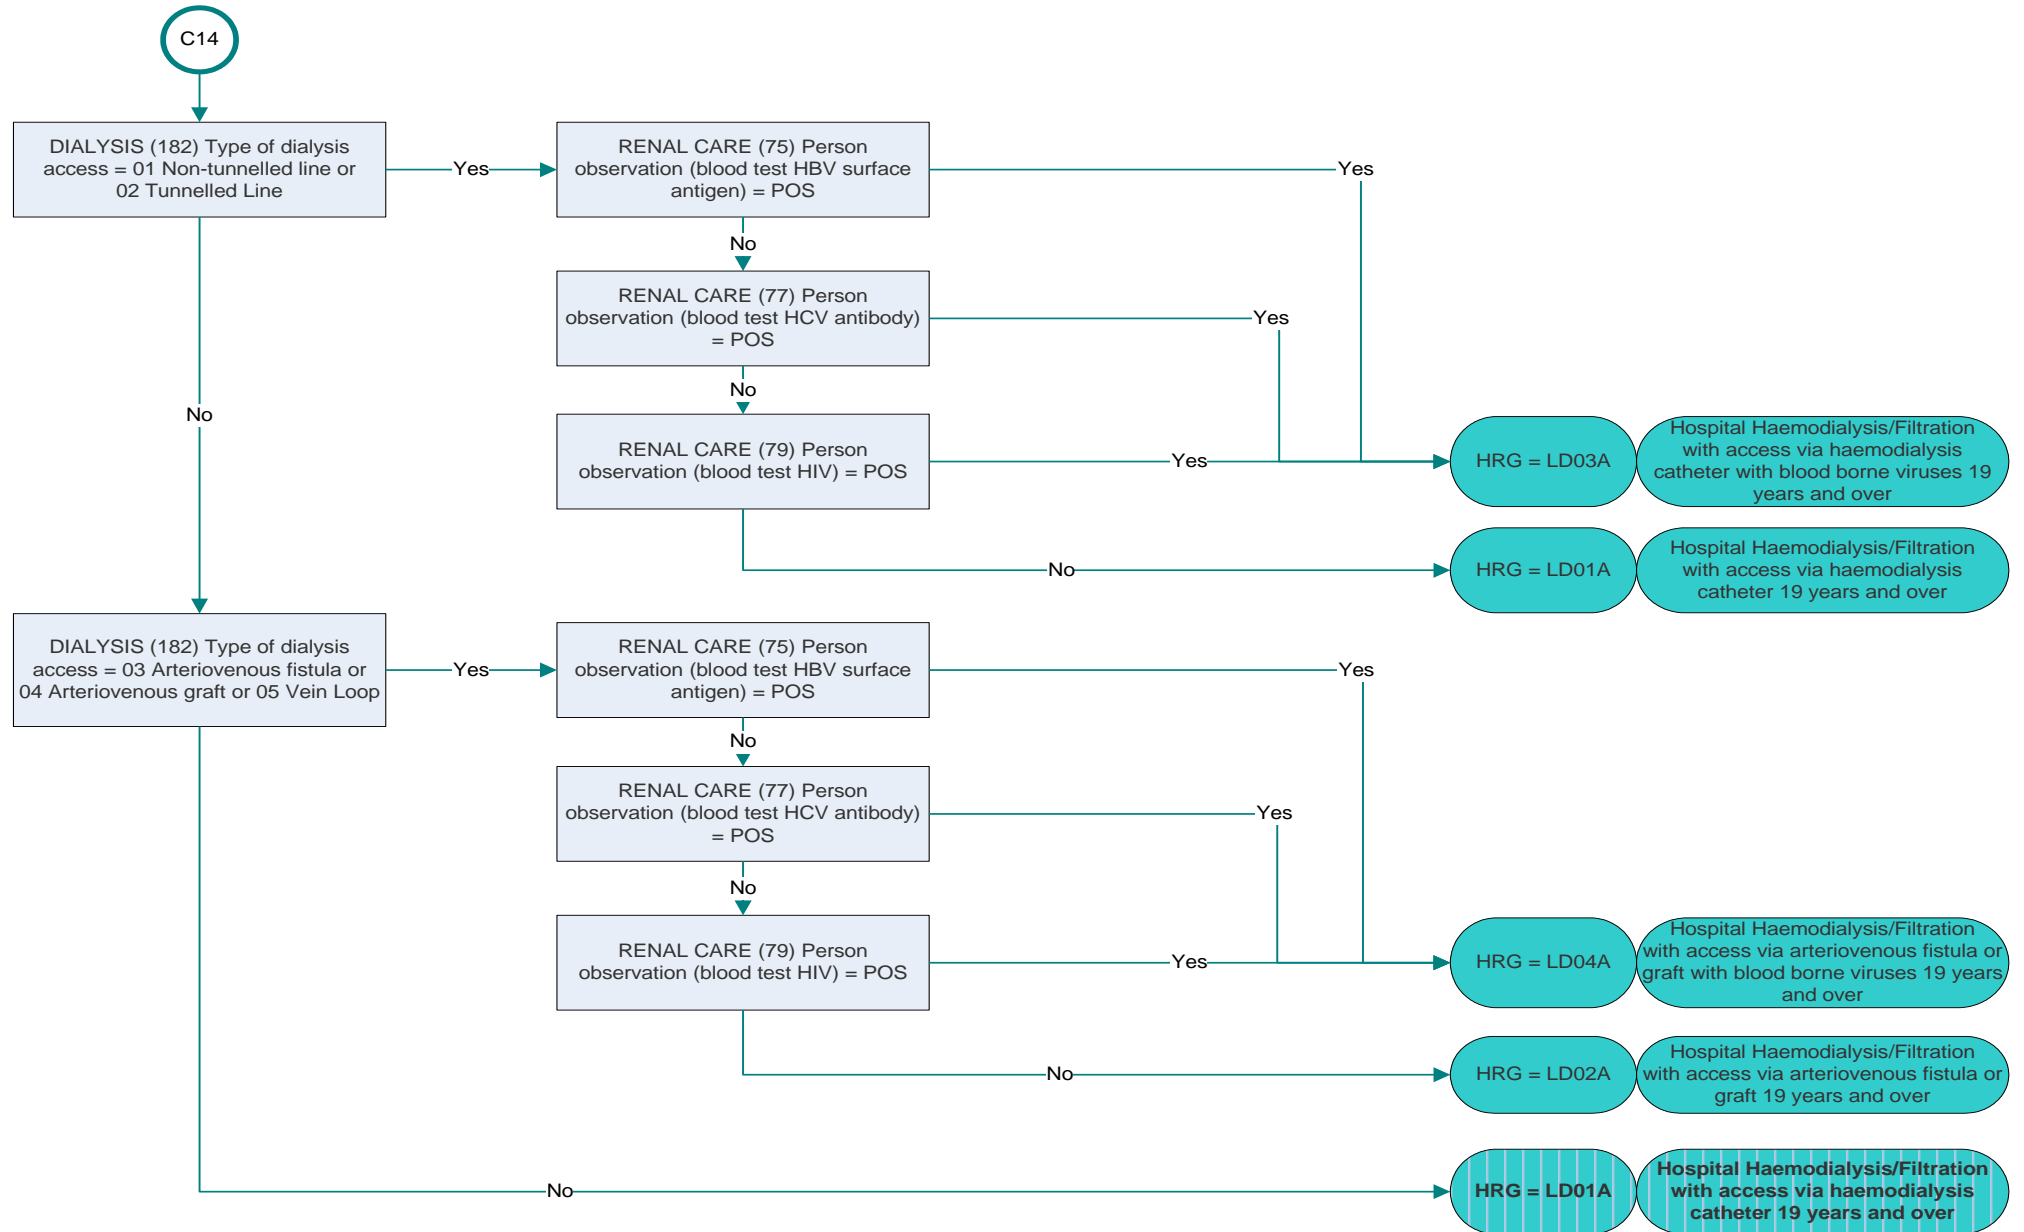 C14
DIALYSIS (182) Type of dialysis
access = 01 Non-tunnelled line or
02 Tunnelled Line
Yes
RENAL CARE (75) Person
observation (blood test HBV surface
antigen) = POS
Yes
No
RENAL CARE (77) Person
observation (blood test HCV antibody)
= POS
Yes
No
No
RENAL CARE (79) Person
observation (blood test HIV) = POS
Yes
HRG = LD03A
Hospital Haemodialysis/Filtration
with access via haemodialysis
catheter with blood borne viruses 19
years and over
No
HRG = LD01A
Hospital Haemodialysis/Filtration
with access via haemodialysis
catheter 19 years and over
DIALYSIS (182) Type of dialysis
access = 03 Arteriovenous fistula or
04 Arteriovenous graft or 05 Vein Loop
Yes
RENAL CARE (75) Person
observation (blood test HBV surface
antigen) = POS
Yes
No
RENAL CARE (77) Person
observation (blood test HCV antibody)
= POS
Yes
No
RENAL CARE (79) Person
observation (blood test HIV) = POS
Yes
HRG = LD04A
Hospital Haemodialysis/Filtration
with access via arteriovenous fistula or
graft with blood borne viruses 19 years
and over
No
HRG = LD02A
Hospital Haemodialysis/Filtration
with access via arteriovenous fistula or
graft 19 years and over
No
HRG = LD01A
Hospital Haemodialysis/Filtration
with access via haemodialysis
catheter 19 years and over